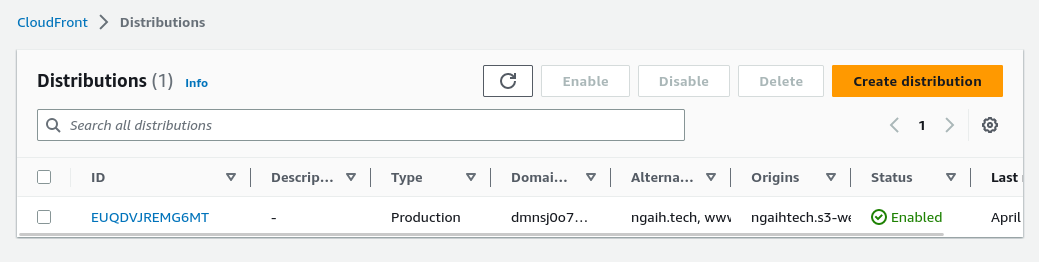 CloudFront > Distributions
Distributions (1) Info Enable Disable Delete Create distribution
Search all distributions 1
ID Descrip... Type Domai... Alterna... Origins Status Last
EUQDVJREMG6MT - Production dmnsj0o7... ngaih.tech, www ngaihtech.s3-we Enabled April